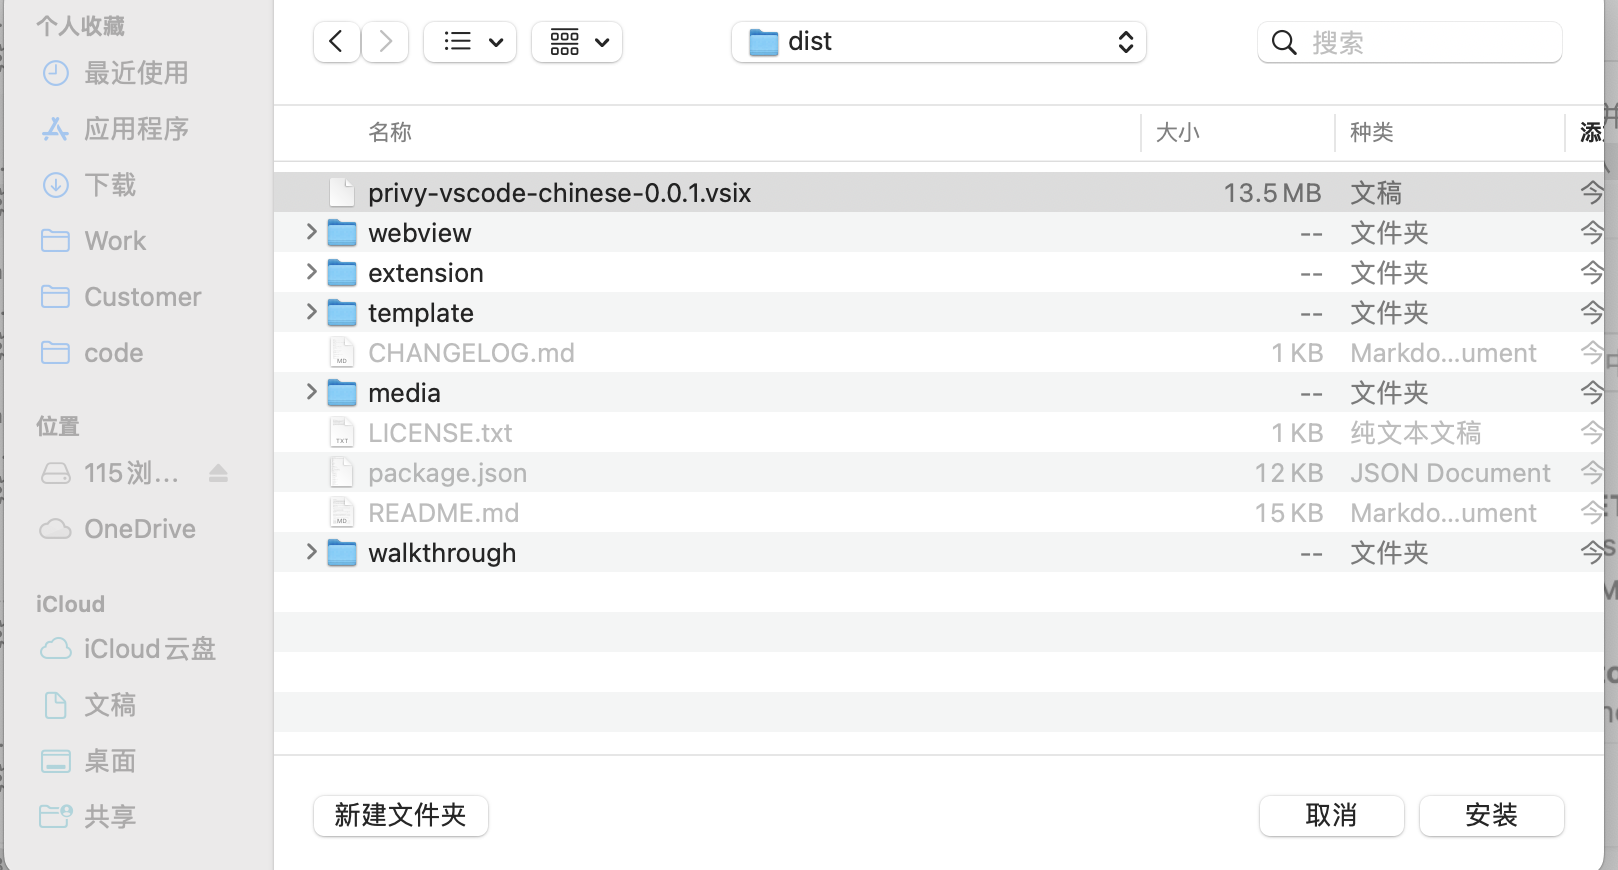 个人收藏
最近使用
应用程序
下载
Work
Customer
code
位置
115浏…
OneDrive
iCloud
iCloud云盘
文稿
桌面
共享
dist
搜索
名称 大小 种类
privy-vscode-chinese-0.0.1.vsix 13.5 MB 文稿 今
webview -- 文件夹 今
extension -- 文件夹 今
template -- 文件夹 今
CHANGELOG.md 1 KB Markdo...ument 今
media -- 文件夹 今
LICENSE.txt 1 KB 纯文本文稿 今
package.json 12 KB JSON Document 今
README.md 15 KB Markdo...ument 今
walkthrough -- 文件夹 今
新建文件夹 取消 安装